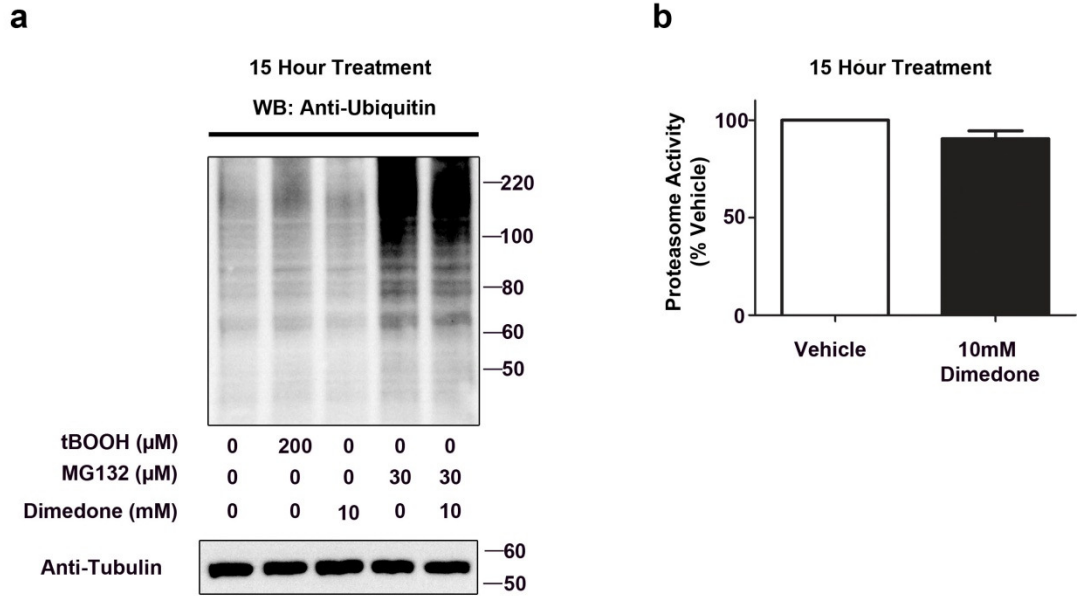 a
15 Hour Treatment
WB: Anti-Ubiquitin
220
100
80
60
50
tBOOH (µM) 0 200 0 0 0
MG132 (µM) 0 0 0 30 30
Dimedone (mM) 0 0 10 0 10
Anti-Tubulin
60
50
b
15 Hour Treatment
Proteasome Activity
(% Vehicle)
100
50
0
Vehicle
10mM
Dimedone